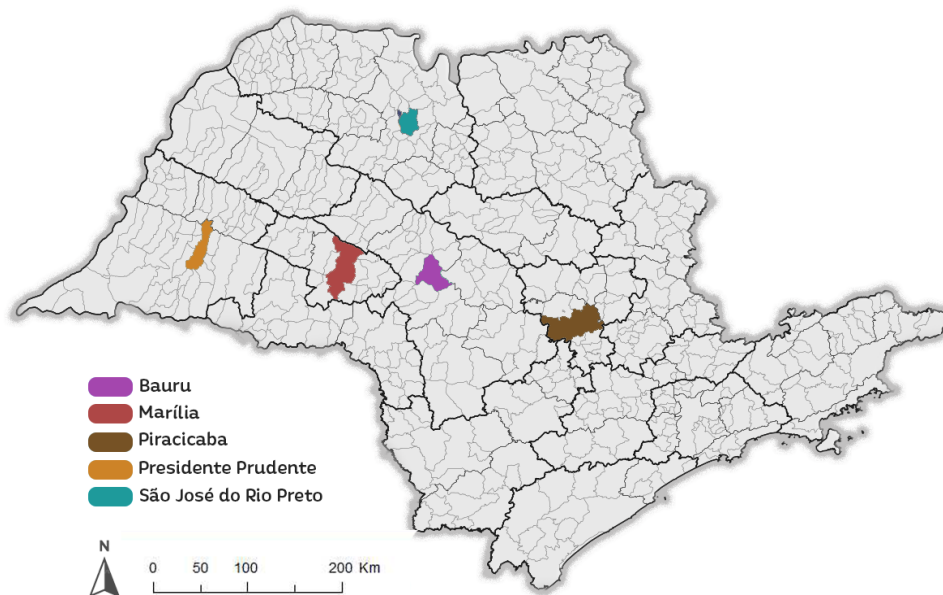 Bauru
Marília
Piracicaba
Presidente Prudente
São José do Rio Preto
N
0 50 100 200 Km